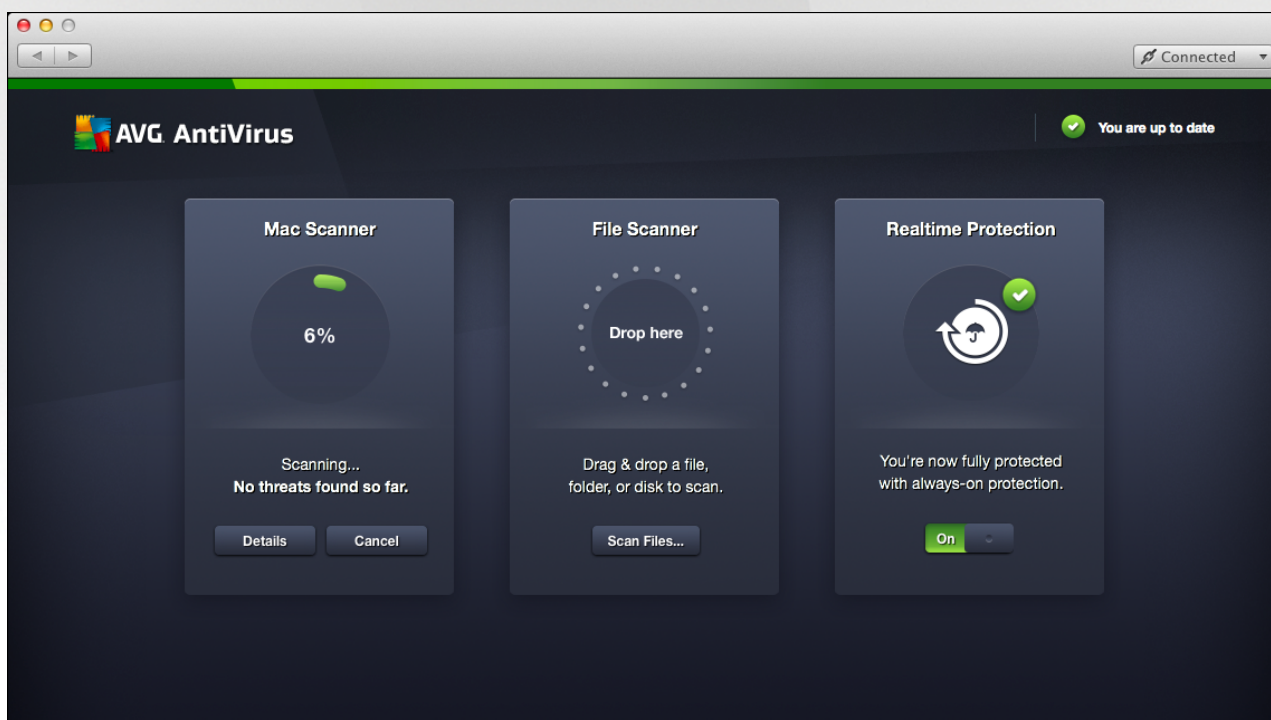 Connected
AVG AntiVirus
You are up to date
Mac Scanner
6%
Scanning...
No threats found so far.
Details
Cancel
File Scanner
Drop here
Drag & drop a file,
folder, or disk to scan.
Scan Files...
Realtime Protection
You're now fully protected
with always-on protection.
On